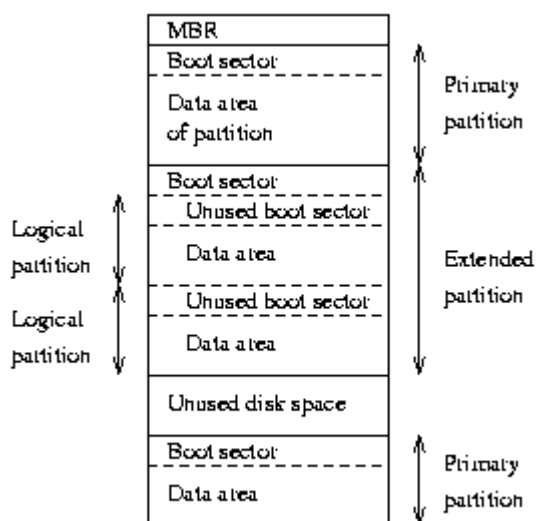 MBR
Boot sector
Data area
of partition
Primary
partition
Boot sector
Unused boot sector
Data area
Logical
partition
Unused boot sector
Data area
Logical
partition
Extended
partition
Unused disk space
Boot sector
Data area
Primary
partition